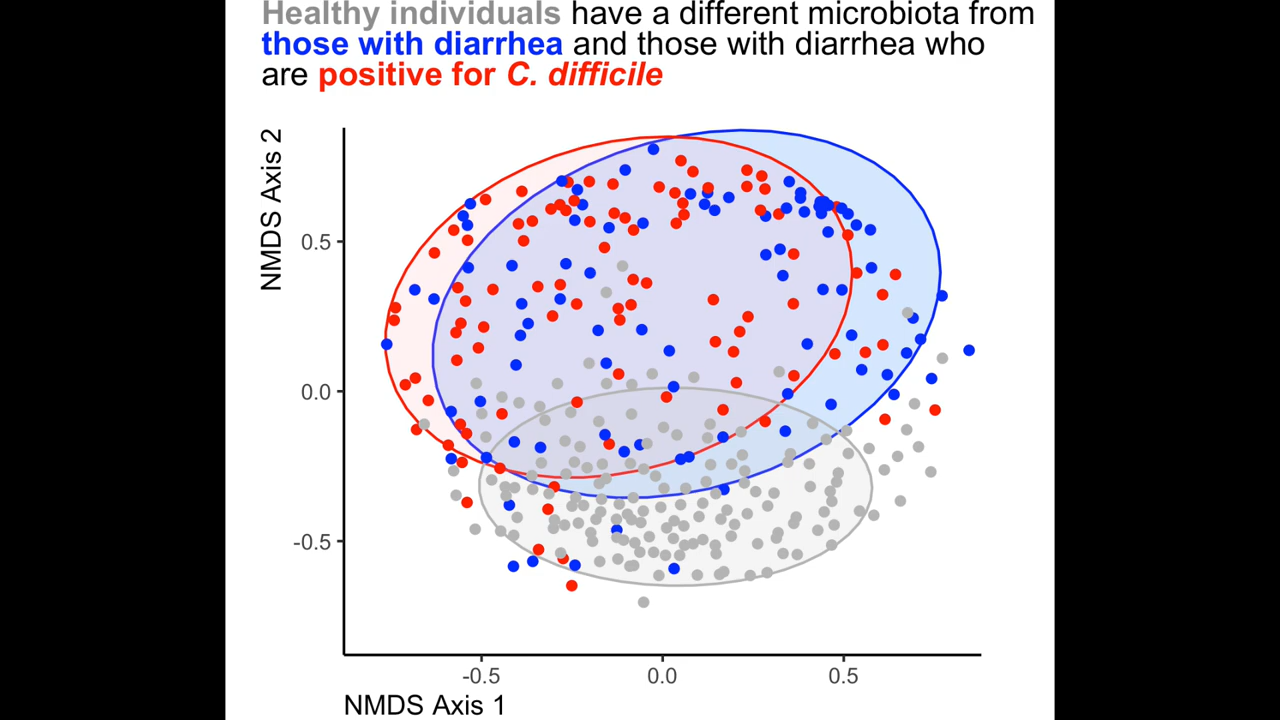 Healthy individuals have a different microbiota from
those with diarrhea and those with diarrhea who
are positive for C. difficile
NMDS Axis 2
0.5
0.0
-0.5
-0.5
0.0
0.5
NMDS Axis 1